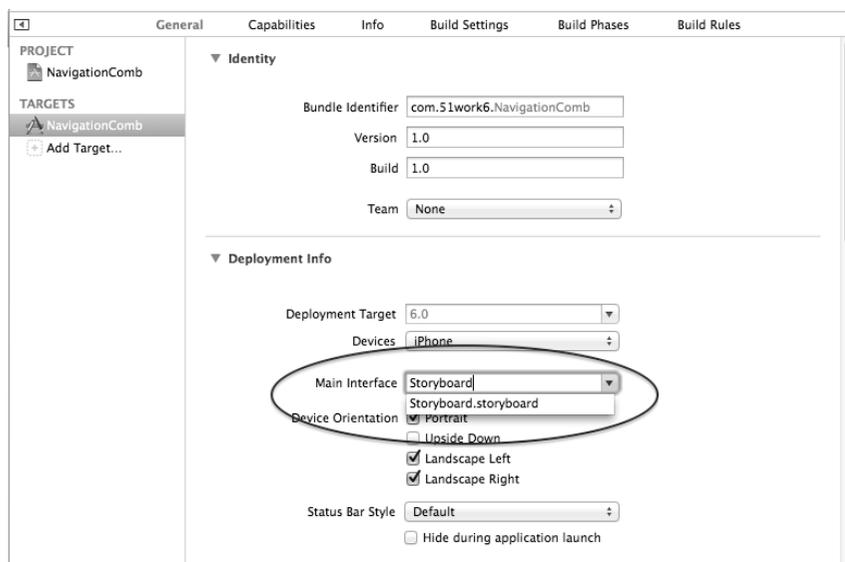 General Capabilities Info Build Settings Build Phases Build Rules
PROJECT
NavigationComb
TARGETS
NavigationComb
Add Target...
Identity
Bundle Identifier com.51work6.NavigationComb
Version 1.0
Build 1.0
Team None
Deployment Info
Deployment Target 6.0
Devices iPhone
Main Interface Storyboard
Storyboard.storyboard
Device Orientation Portrait
Upside Down
Landscape Left
Landscape Right
Status Bar Style Default
Hide during application launch